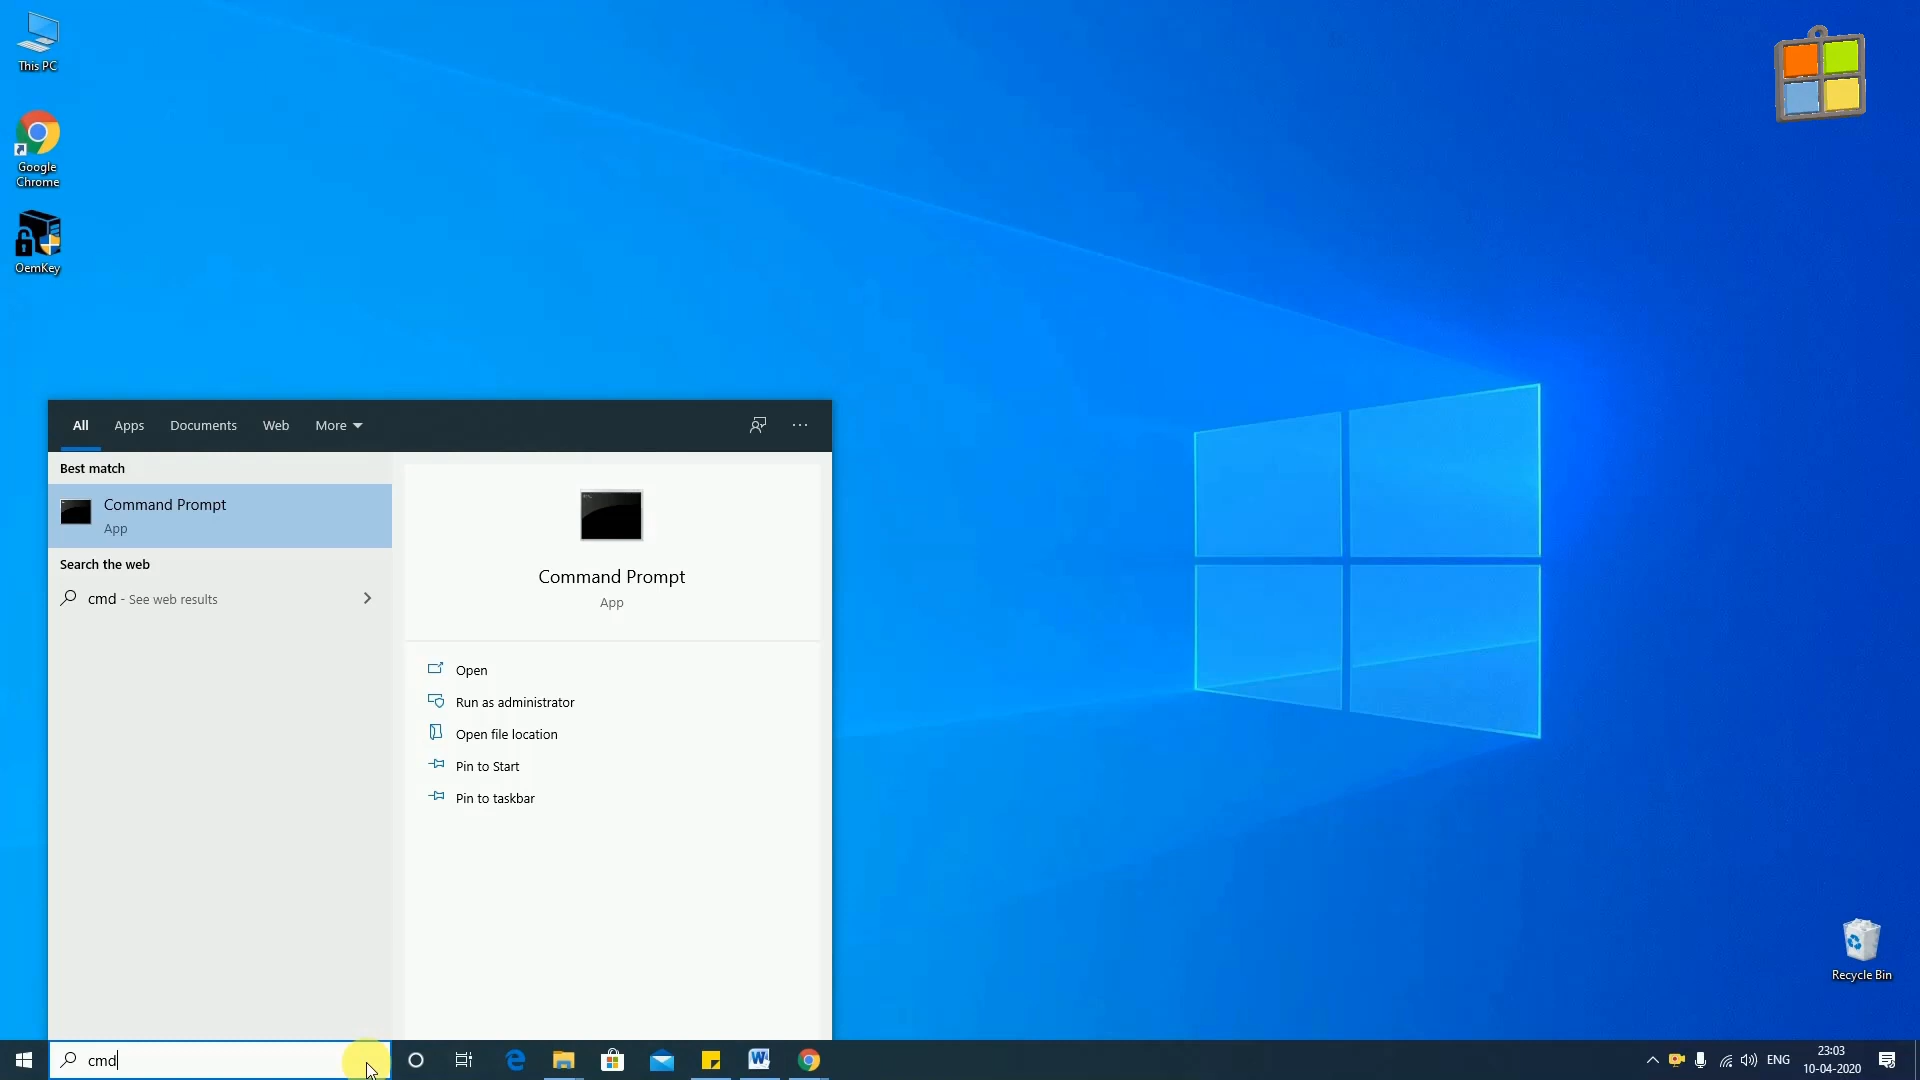 This PC
Google
Chrome
OemKey
All Apps Documents Web More
Best match
Command Prompt
App
Search the web
cmd - See web results
Command Prompt
App
Open
Run as administrator
Open file location
Pin to Start
Pin to taskbar
Recycle Bin
cmd
ENG
23:03
10-04-2020